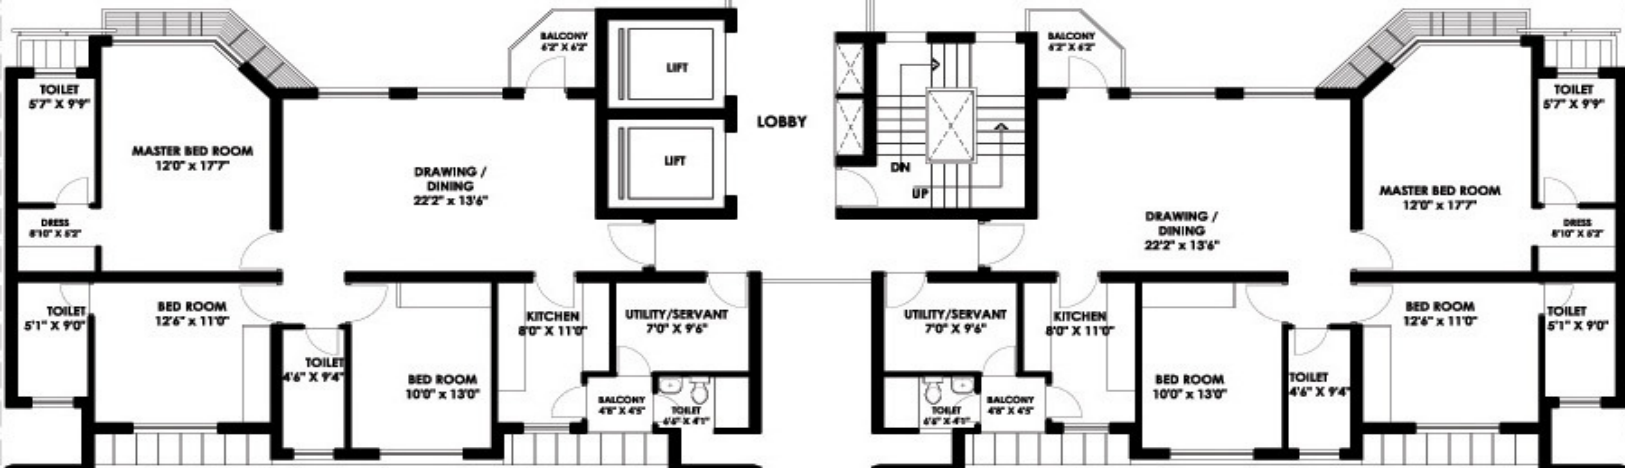 BALCONY
6'2" X 6'2"
LIFT
BALCONY
6'2" X 6'2"
TOILET
5'7" X 9'9"
TOILET
5'7" X 9'9"
LOBBY
MASTER BED ROOM
12'0" x 17'7"
LIFT
DRAWING /
DINING
22'2" x 13'6"
DN
UP
MASTER BED ROOM
12'0" x 17'7"
DRESS
8'10" X 5'2"
DRAWING /
DINING
22'2" x 13'6"
DRESS
8'10" X 5'2"
TOILET
5'1" X 9'0"
BED ROOM
12'6" x 11'0"
KITCHEN
8'0" X 11'0"
UTILITY/SERVANT
7'0" X 9'6"
UTILITY/SERVANT
7'0" X 9'6"
KITCHEN
8'0" X 11'0"
BED ROOM
12'6" x 11'0"
TOILET
5'1" X 9'0"
TOILET
4'6" X 9'4"
BED ROOM
10'0" x 13'0"
BALCONY
4'8" X 4'5"
TOILET
6'6" X 4'1"
TOILET
6'6" X 4'1"
BALCONY
4'8" X 4'5"
BED ROOM
10'0" x 13'0"
TOILET
4'6" X 9'4"